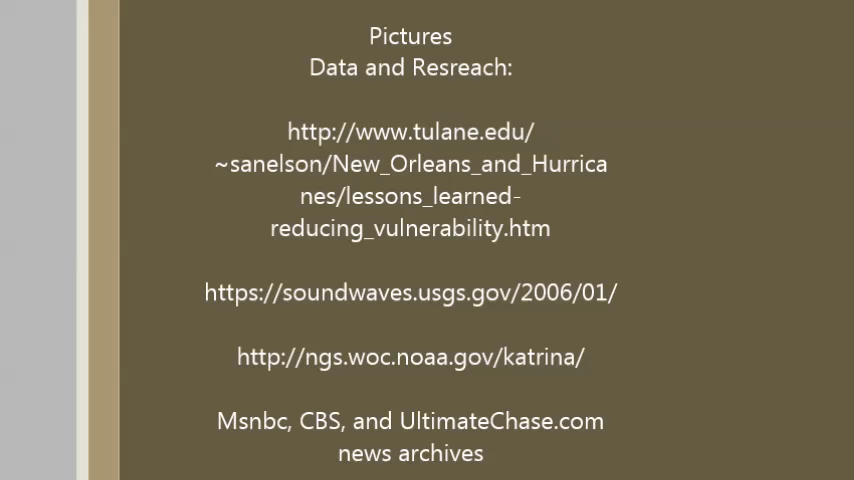 Pictures
Data and Resreach:
http://www.tulane.edu/
~sanelson/New_Orleans_and_Hurrica
nes/lessons_learned-
reducing_vulnerability.htm
https://soundwaves.usgs.gov/2006/01/
http://ngs.woc.noaa.gov/katrina/
Msnbc, CBS, and UltimateChase.com
news archives